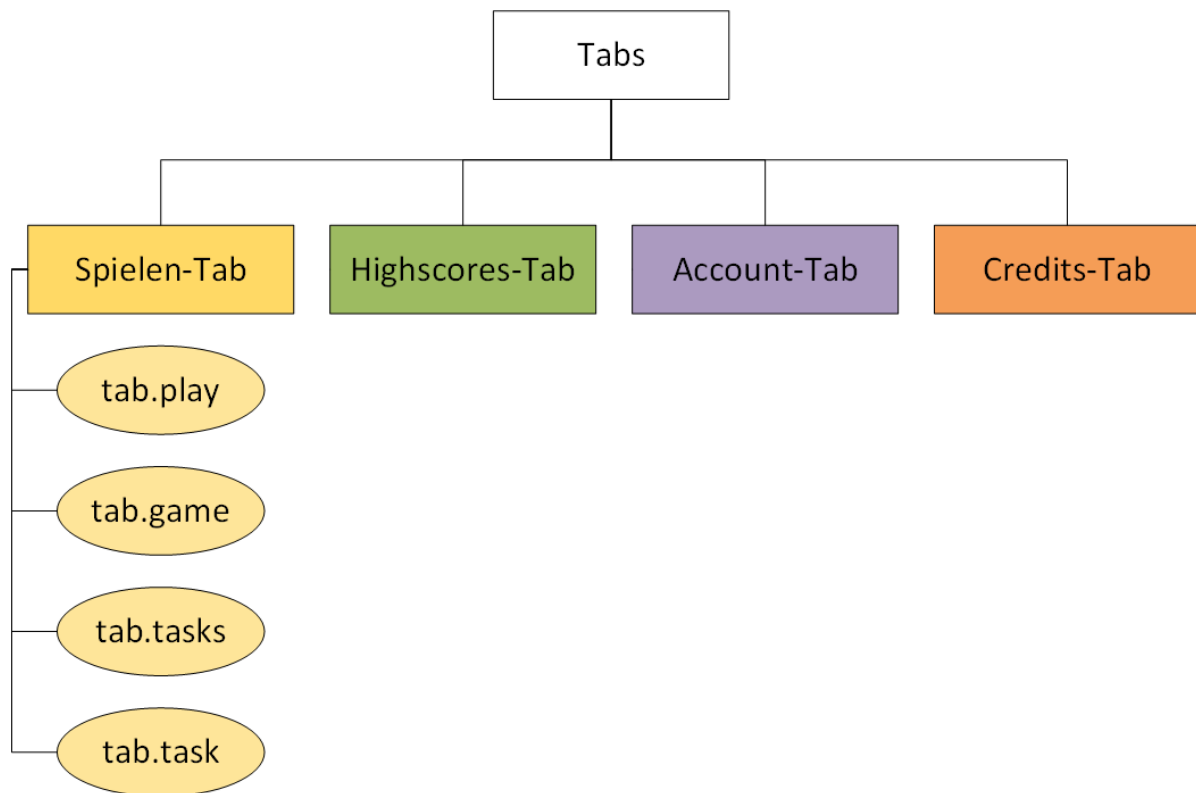 Tabs
Spielen-Tab
Highscores-Tab
Account-Tab
Credits-Tab
tab.play
tab.game
tab.tasks
tab.task